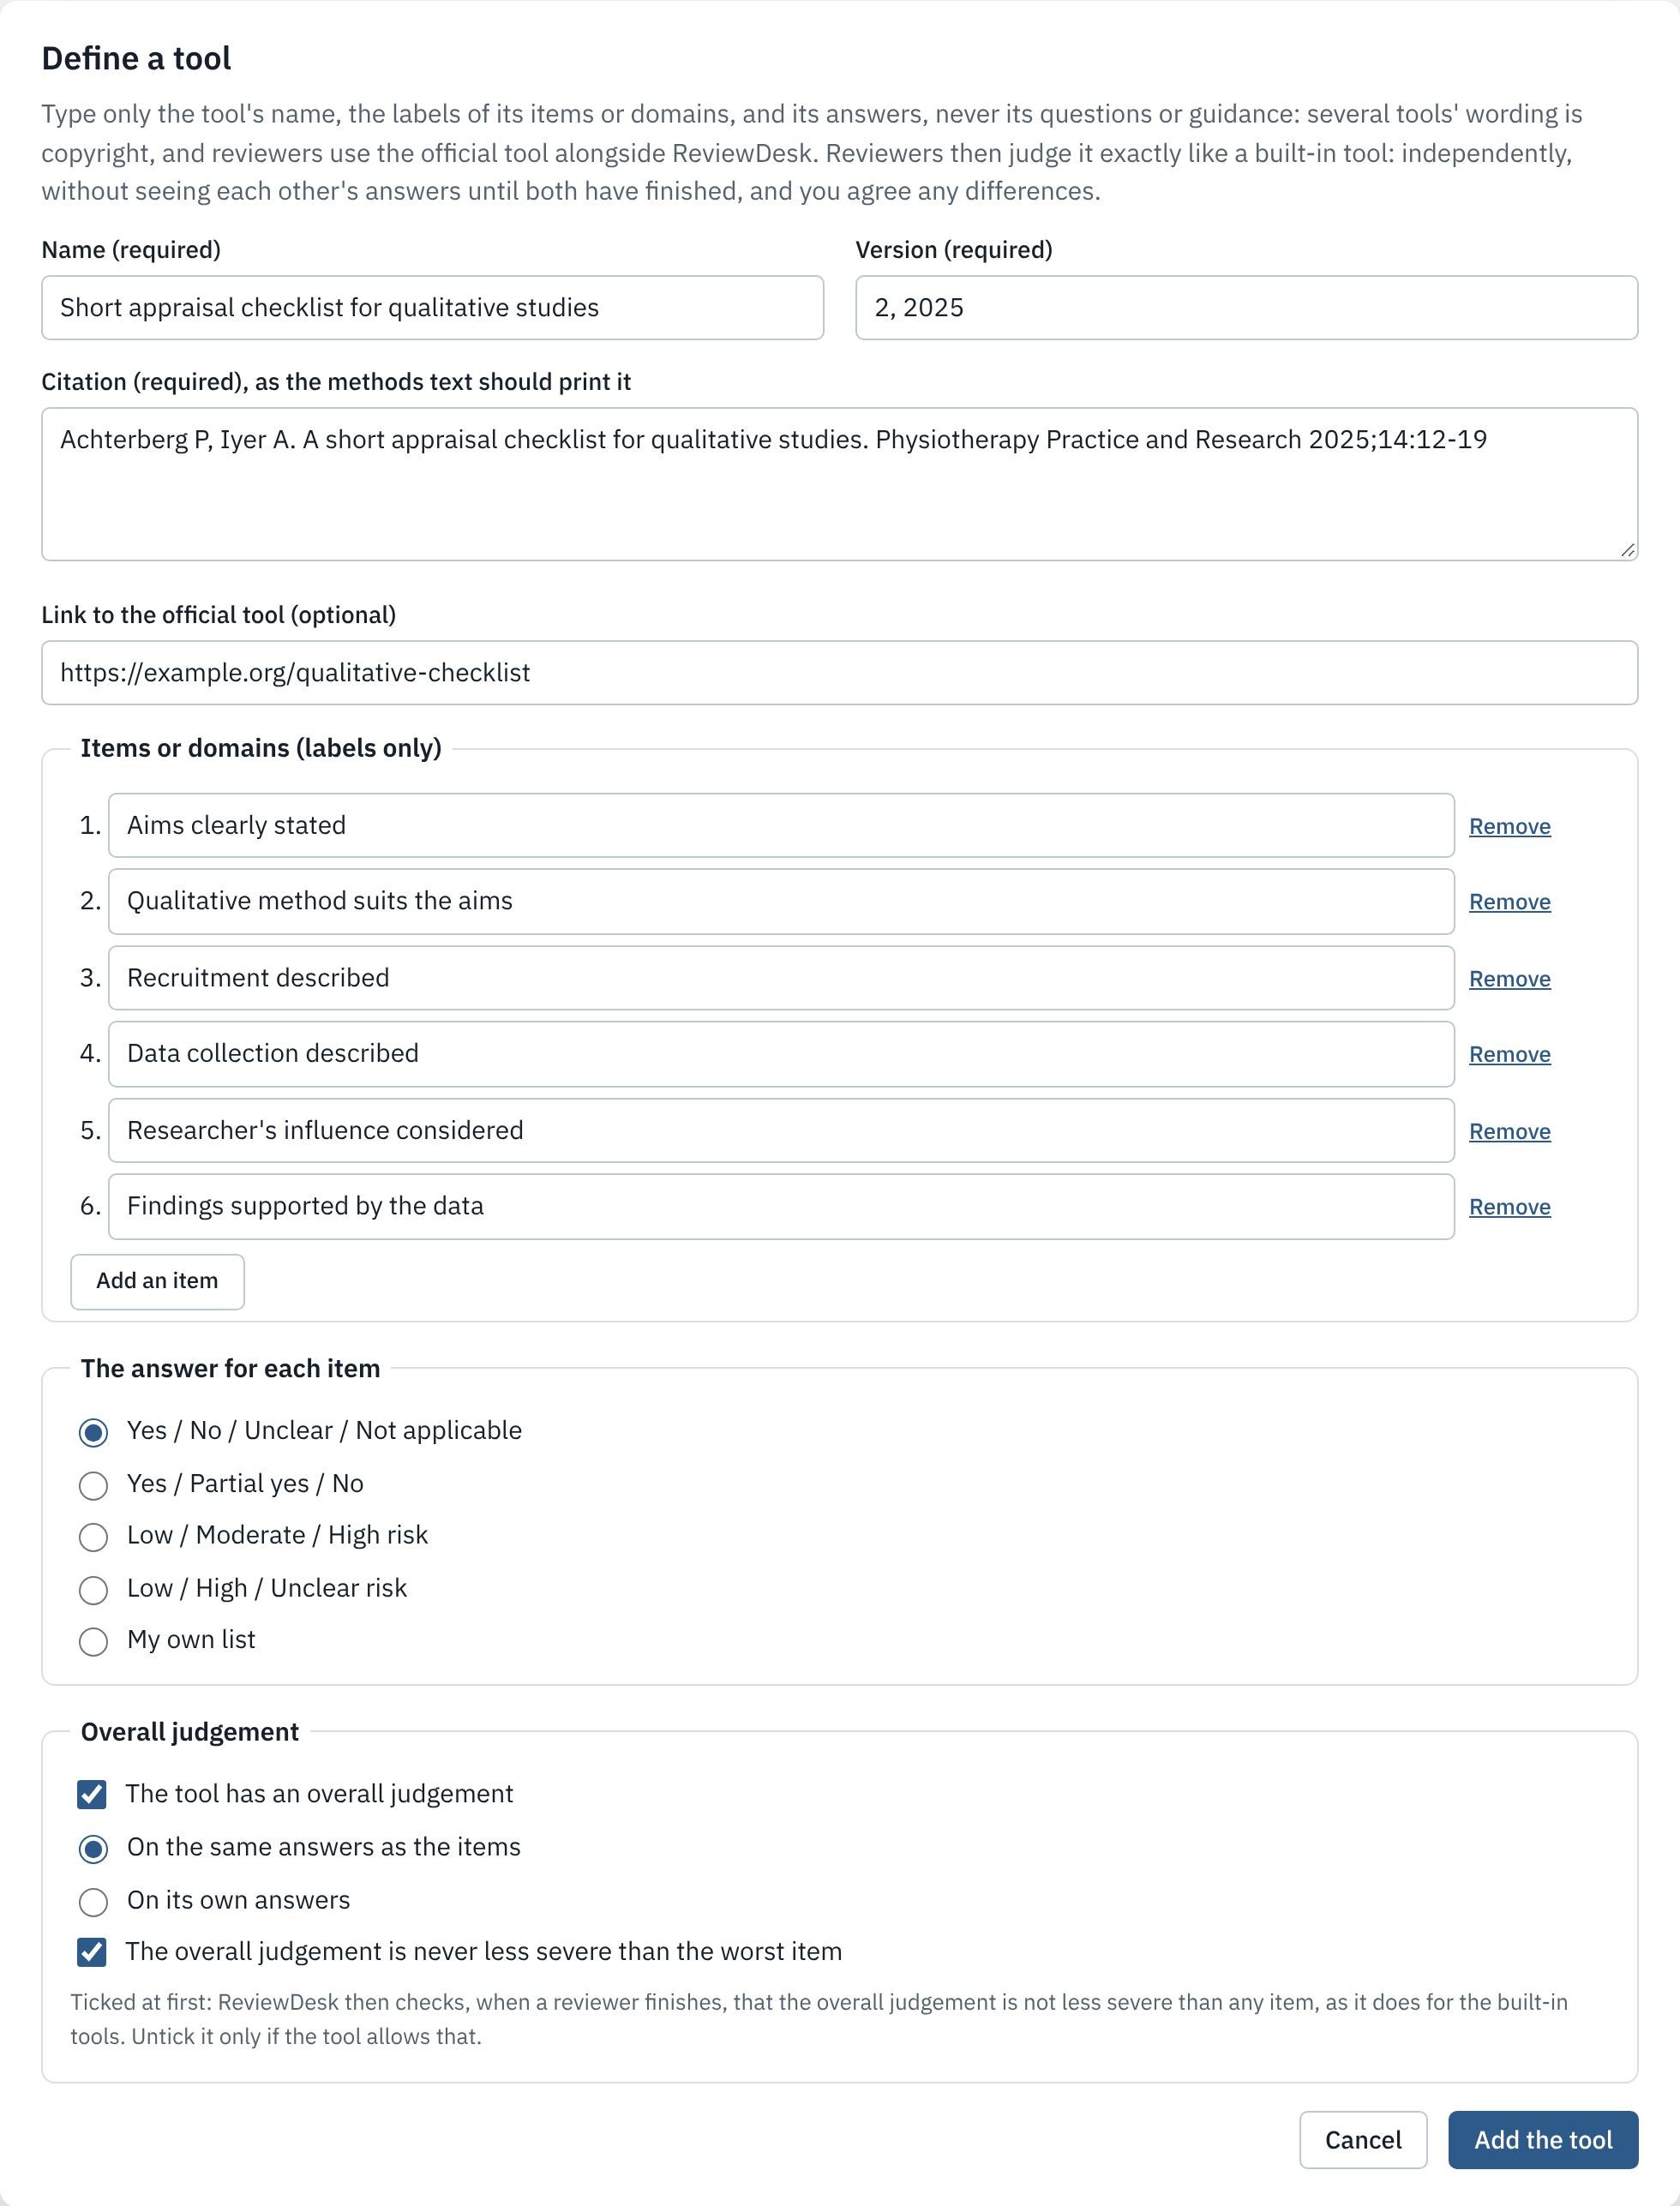 Define a tool
Type only the tool's name, the labels of its items or domains, and its answers, never its questions or guidance: several tools' wording is
copyright, and reviewers use the official tool alongside ReviewDesk. Reviewers then judge it exactly like a built-in tool: independently,
without seeing each other's answers until both have finished, and you agree any differences.
Name (required)
Version (required)
Short appraisal checklist for qualitative studies
2, 2025
Citation (required), as the methods text should print it
Achterberg P, Iyer A. A short appraisal checklist for qualitative studies. Physiotherapy Practice and Research 2025;14:12-19
Link to the official tool (optional)
https://example.org/qualitative-checklist
Items or domains (labels only)
1. Aims clearly stated Remove
2. Qualitative method suits the aims Remove
3. Recruitment described Remove
4. Data collection described Remove
5. Researcher's influence considered Remove
6. Findings supported by the data Remove
Add an item
The answer for each item
Yes / No / Unclear / Not applicable
Yes / Partial yes / No
Low / Moderate / High risk
Low / High / Unclear risk
My own list
Overall judgement
The tool has an overall judgement
On the same answers as the items
On its own answers
The overall judgement is never less severe than the worst item
Ticked at first: ReviewDesk then checks, when a reviewer finishes, that the overall judgement is not less severe than any item, as it does for the built-in
tools. Untick it only if the tool allows that.
Cancel
Add the tool